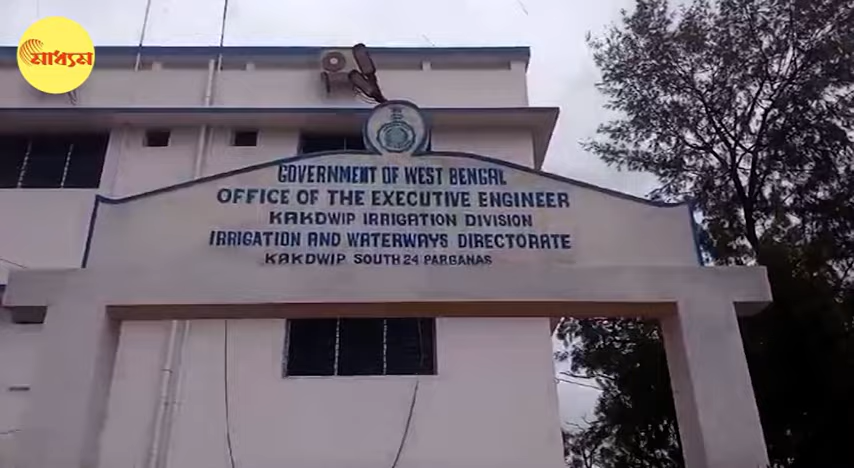 মাধ্যম
GOVERNMENT OF WEST BENGAL
OFFICE OF THE EXECUTIVE ENGINEER
KAKDWIP IRRIGATION DIVISION
IRRIGATION AND WATERWAYS DIRECTORATE
KAKDWIP SOUTH 24 PARGANAS